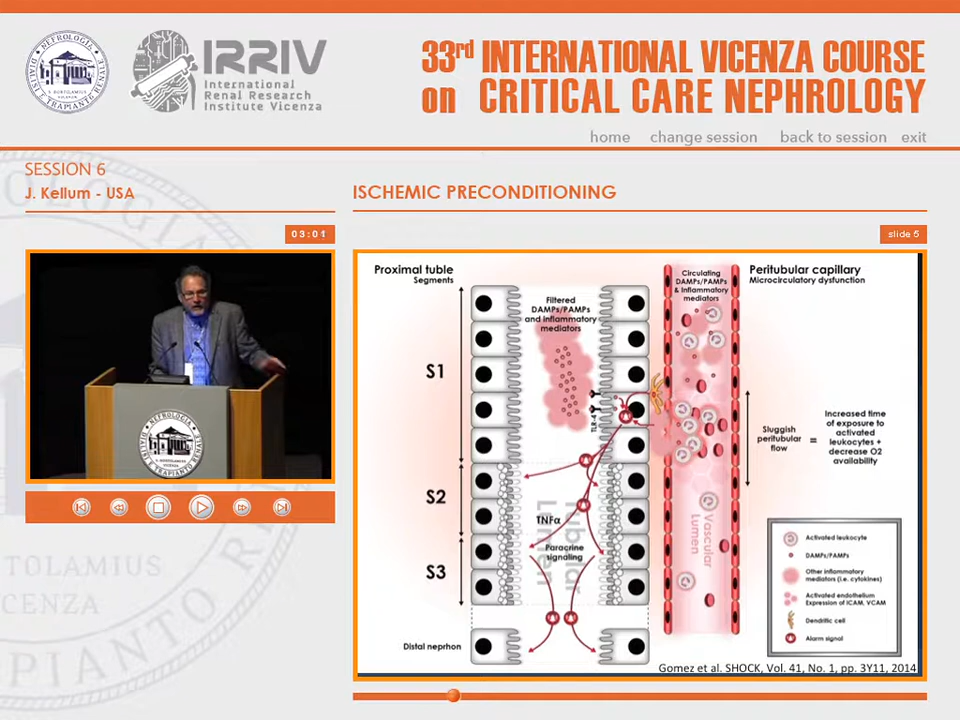 IRRIV
International
Renal Research
Institute Vicenza
33rd INTERNATIONAL VICENZA COURSE
on CRITICAL CARE NEPHROLOGY
home change session back to session exit
SESSION 6
J. Kellum - USA
03:01
ISCHEMIC PRECONDITIONING
slide 5
Proximal tuble
Segments
Filtered
DAMPs/PAMPs
and inflammatory
mediators
Circulating
DAMPs/PAMPs
& Inflammatory
mediators
Peritubular capillary
Microcirculatory dysfunction
S1
S2
S3
TLR-4
TNFα
Paracrine
signaling
Tubular
Lumen
Vascular
Lumen
Sluggish
peritubular
flow
=
Increased time
of exposure to
activated
leukocytes +
decrease O2
availability
Distal neprhon
Activated leukocyte
DAMPs/PAMPs
Other inflammatory
mediators (i.e. cytokines)
Activated endothelium
Expression of ICAM, VCAM
Dendritic cell
Alarm signal
Gomez et al. SHOCK, Vol. 41, No. 1, pp. 3Y11, 2014